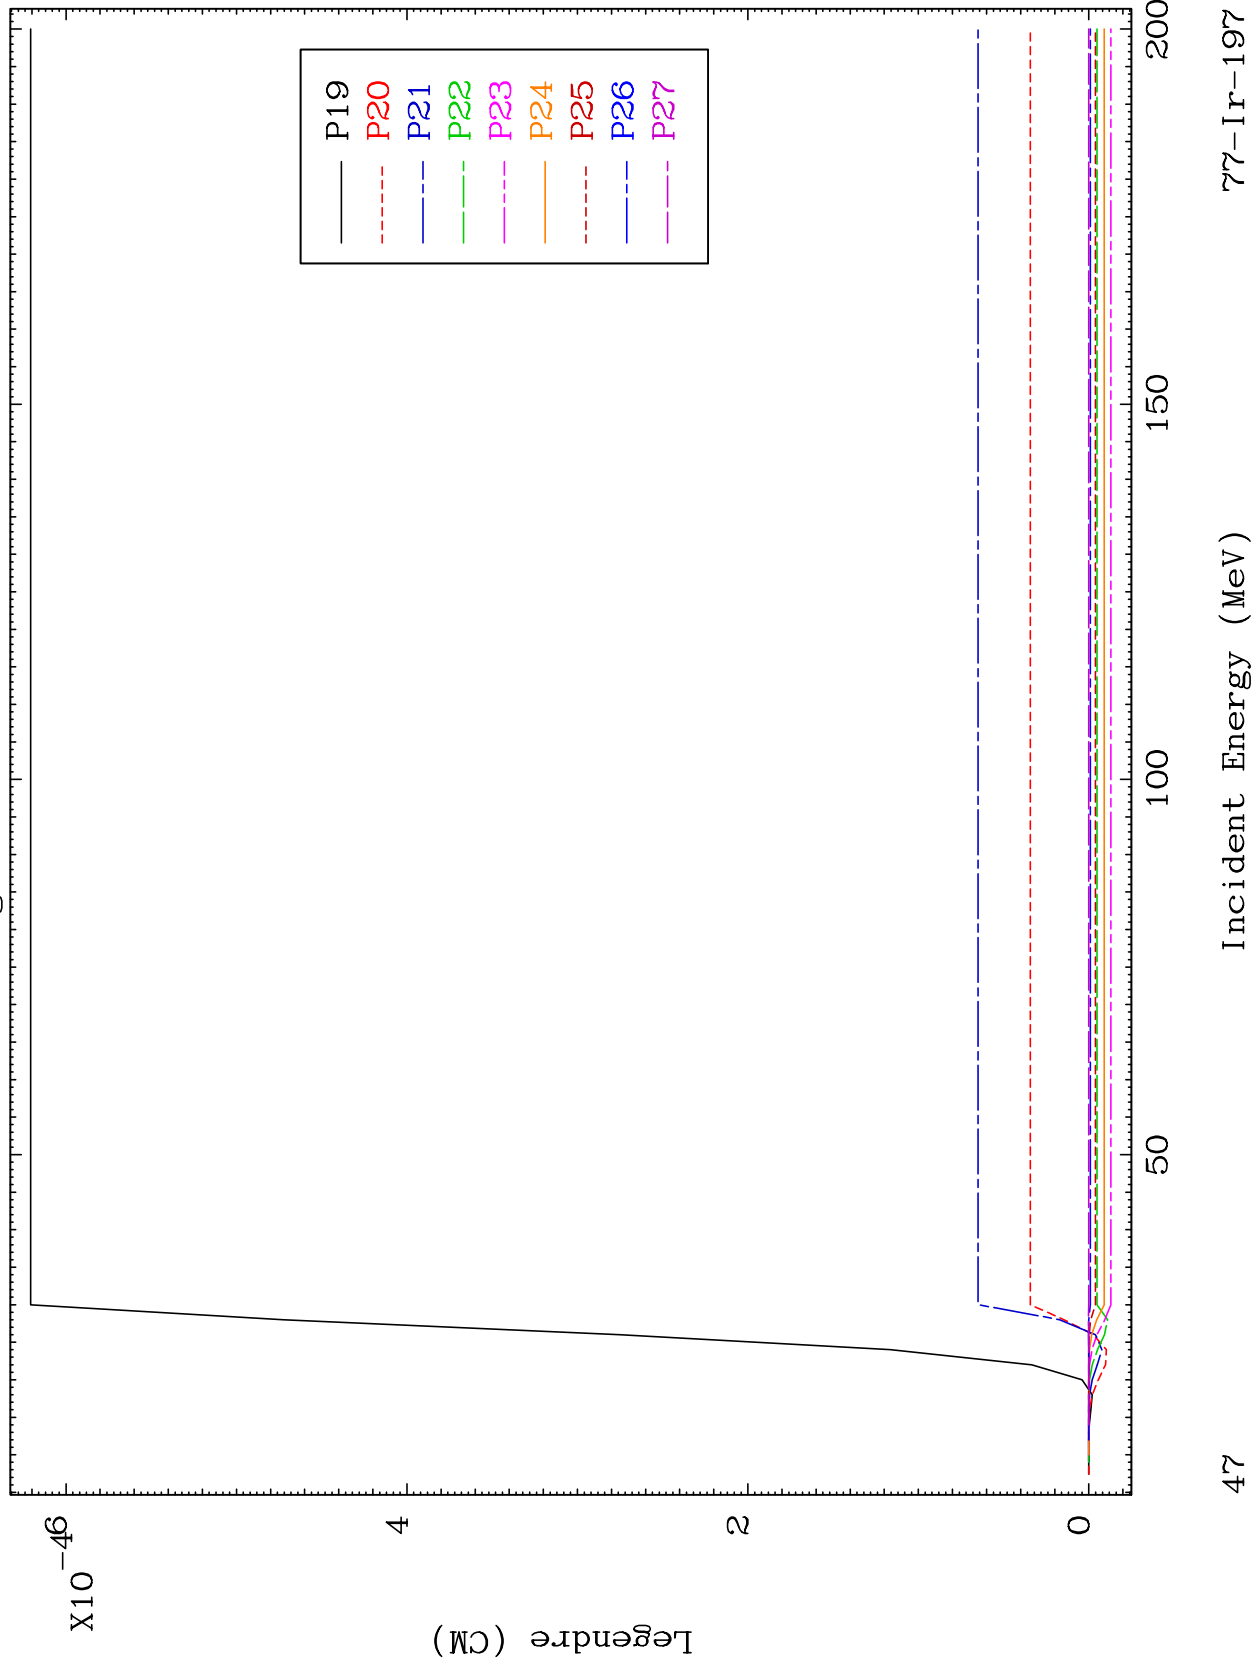 X10⁻⁴
6
4
2
0
Legendre (CM)
P19
P20
P21
P22
P23
P24
P25
P26
P27
50 100 150 200
Incident Energy (MeV)
47
77-Ir-197